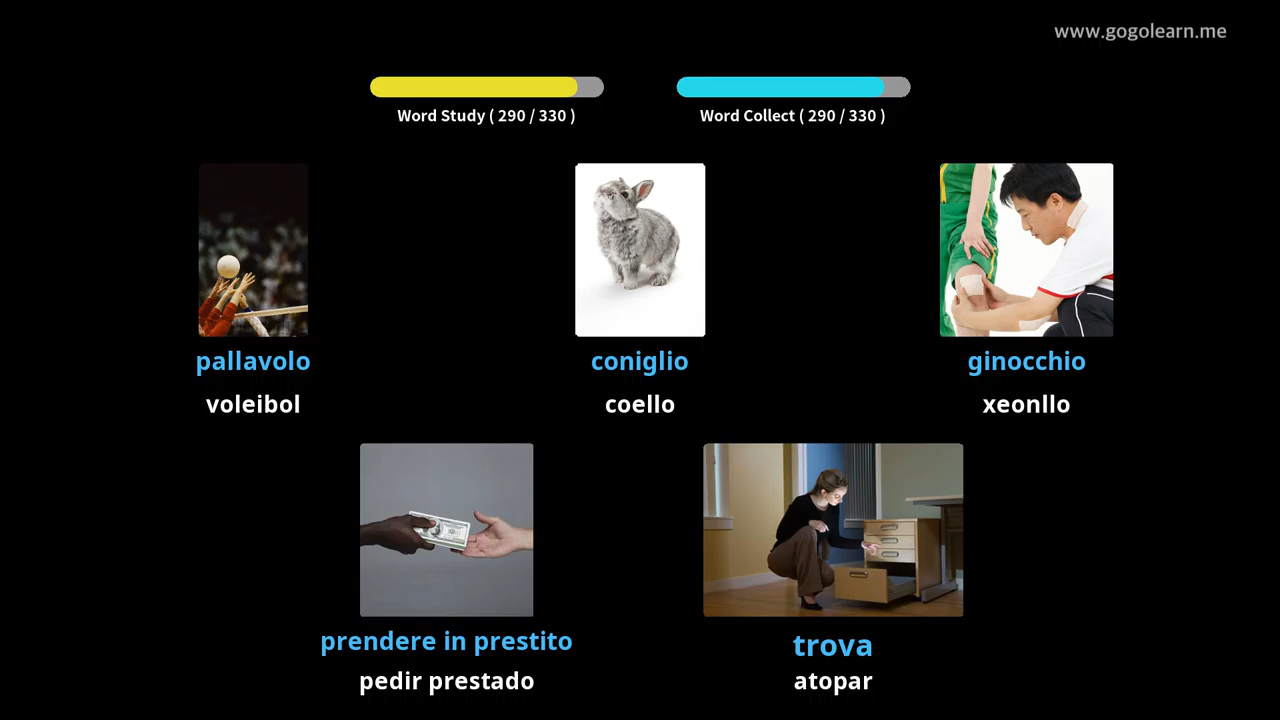 www.gogolearn.me
Word Study ( 290 / 330 )
Word Collect ( 290 / 330 )
pallavolo
voleibol
coniglio
coello
ginocchio
xeonllo
prendere in prestito
pedir prestado
trova
atopar